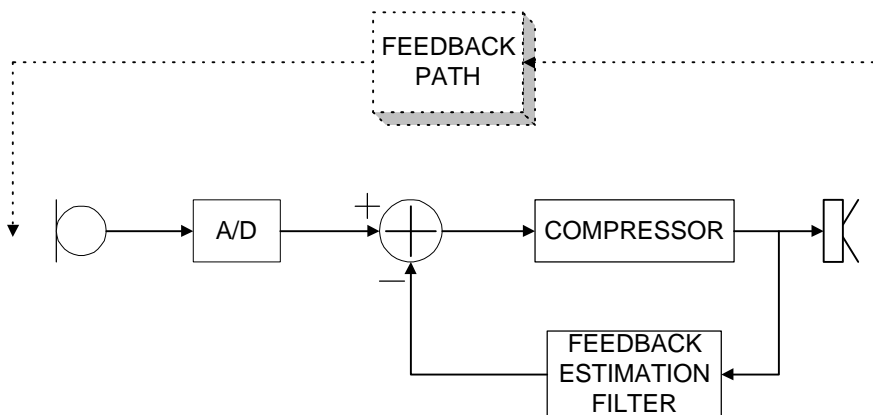 FEEDBACK
PATH
+
A/D
COMPRESSOR
−
FEEDBACK
ESTIMATION
FILTER